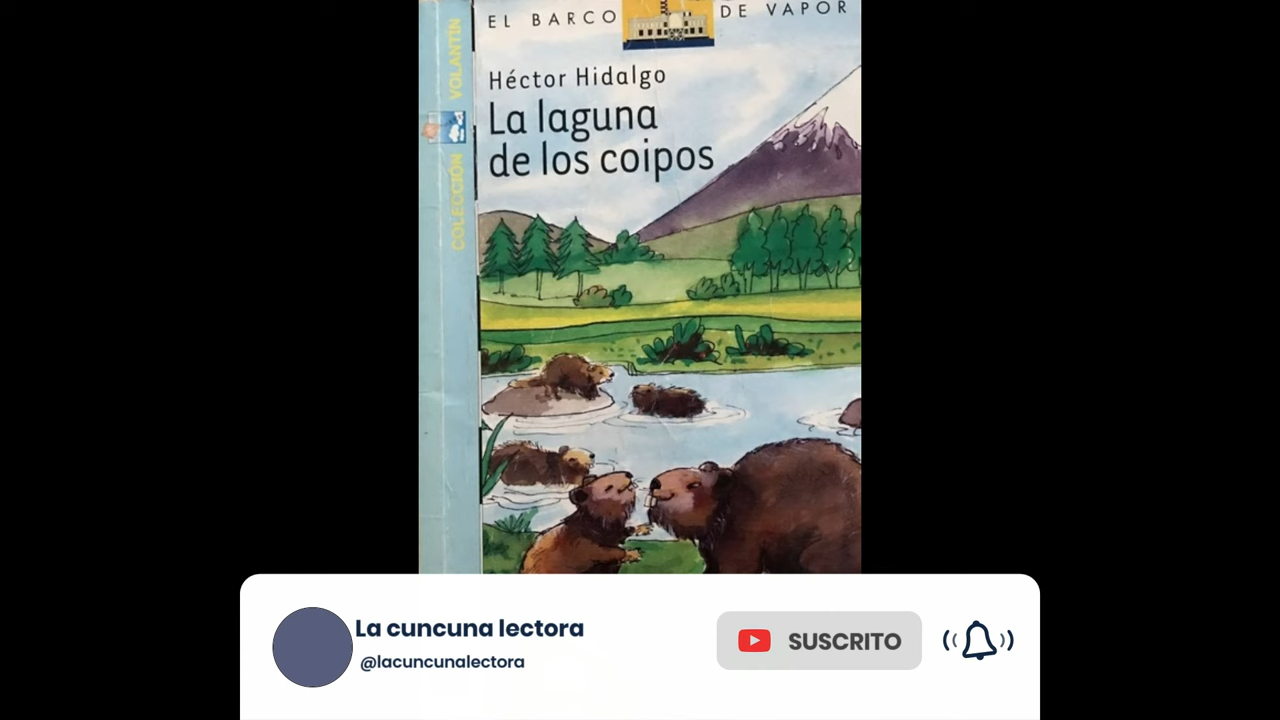 EL BARCO DE VAPOR
Héctor Hidalgo
La laguna
de los coipos
COLECCIÓN VOLANTÍN
La cuncuna lectora
@lacuncunalectora
SUSCRITO